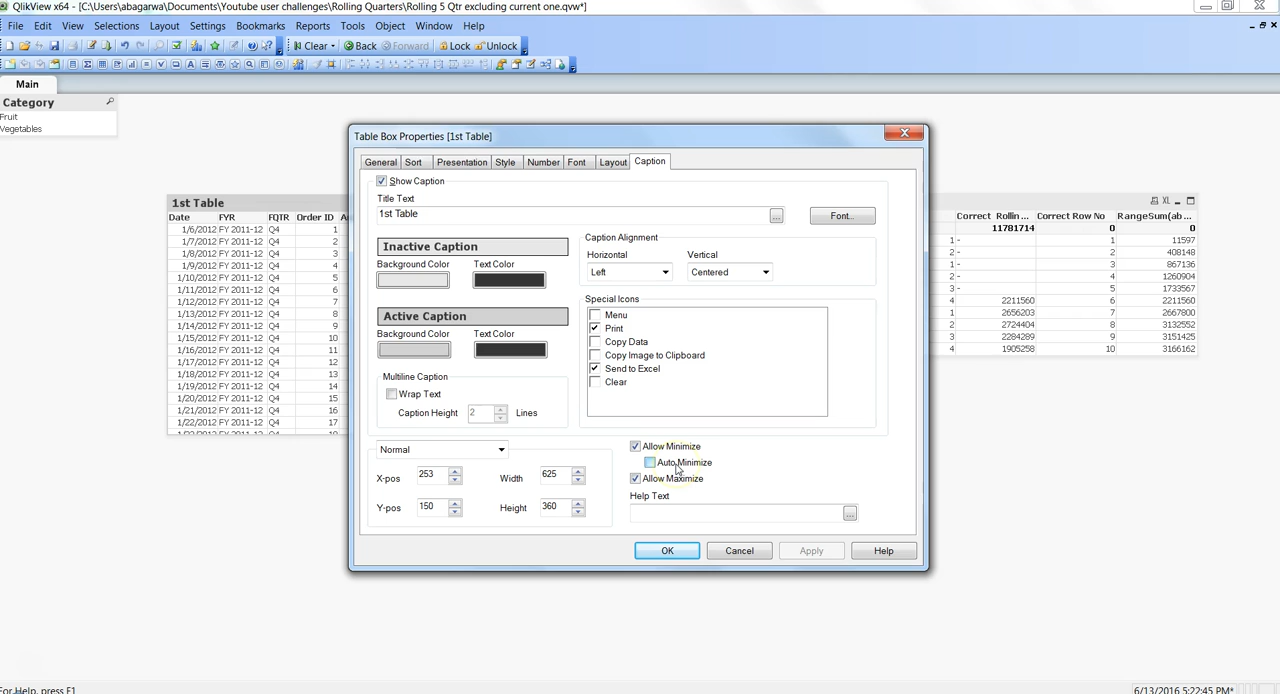 QlikView x64 - [C:\Users\abagarwa\Documents\Youtube user challenges\Rolling Quarters\Rolling 5 Qtr excluding current one.qvw*]
File Edit View Selections Layout Settings Bookmarks Reports Tools Object Window Help
Clear Back Forward Lock Unlock
Main
Category
Fruit
Vegetables
1st Table
Date FYR FQTR Order ID
1/6/2012 FY 2011-12 Q4 1
1/7/2012 FY 2011-12 Q4 2
1/8/2012 FY 2011-12 Q4 3
1/9/2012 FY 2011-12 Q4 4
1/10/2012 FY 2011-12 Q4 5
1/11/2012 FY 2011-12 Q4 6
1/12/2012 FY 2011-12 Q4 7
1/13/2012 FY 2011-12 Q4 8
1/14/2012 FY 2011-12 Q4 9
1/15/2012 FY 2011-12 Q4 10
1/16/2012 FY 2011-12 Q4 11
1/17/2012 FY 2011-12 Q4 12
1/18/2012 FY 2011-12 Q4 13
1/19/2012 FY 2011-12 Q4 14
1/20/2012 FY 2011-12 Q4 15
1/21/2012 FY 2011-12 Q4 16
1/22/2012 FY 2011-12 Q4 17
Table Box Properties [1st Table]
General Sort Presentation Style Number Font Layout Caption
Show Caption
Title Text
1st Table ... Font...
Inactive Caption
Background Color Text Color
Active Caption
Background Color Text Color
Multiline Caption
Wrap Text
Caption Height 2 Lines
Caption Alignment
Horizontal Vertical
Left Centered
Special Icons
Menu
Print
Copy Data
Copy Image to Clipboard
Send to Excel
Clear
Normal
X-pos 253 Width 625
Y-pos 150 Height 360
Allow Minimize
Auto Minimize
Allow Maximize
Help Text
...
OK Cancel Apply Help
XL
Correct Rollin... Correct Row No RangeSum(ab...
11781714 0 0
1 - 1 11597
2 - 2 408148
1 - 3 867136
2 - 4 1260904
3 - 5 1733567
4 2211560 6 2211560
1 2656203 7 2667800
2 2724404 8 3132552
3 2284289 9 3151425
4 1905258 10 3166162
For Help, press F1
6/13/2016 5:22:45 PM*